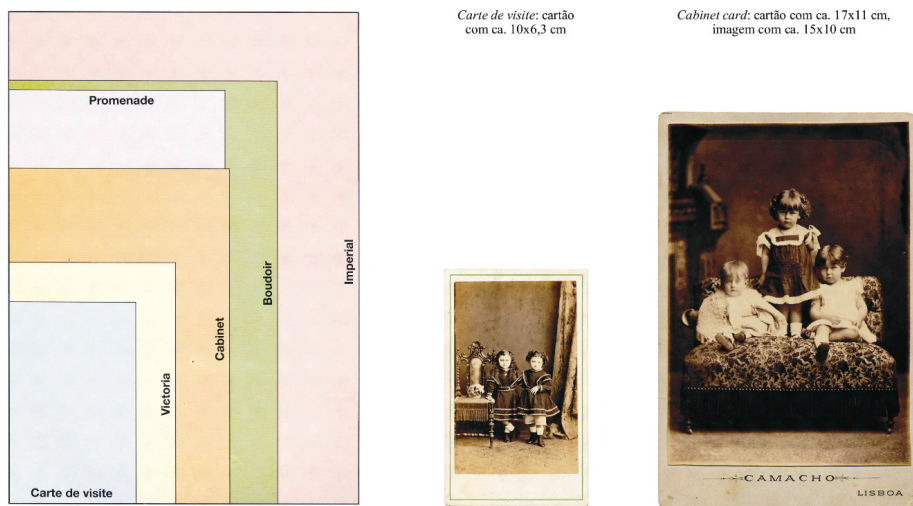 Carte de visite: cartão
com ca. 10x6,3 cm
Cabinet card: cartão com ca. 17x11 cm,
imagem com ca. 15x10 cm
Promenade
Imperial
Boudoir
Cabinet
Victoria
Carte de visite
CAMACHO
LISBOA